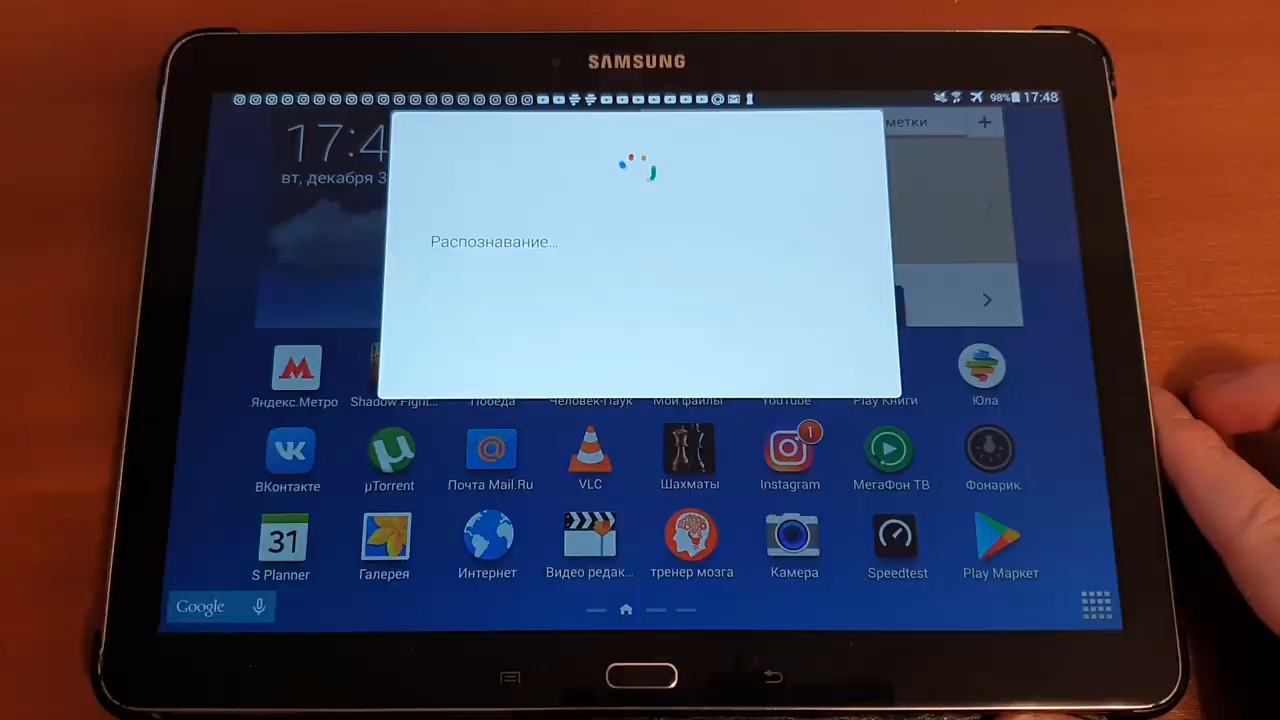 SAMSUNG
98% 17:48
17:4
метки +
вт, декабря 3
Распознавание...
Яндекс.Метро Shadow Fight... Победа Человек-Паук Мои файлы YouTube Play Книги Юла
1
ВКонтакте µTorrent Почта Mail.Ru VLC Шахматы Instagram МегаФон ТВ Фонарик
31
S Planner Галерея Интернет Видео редак... тренер мозга Камера Speedtest Play Маркет
Google